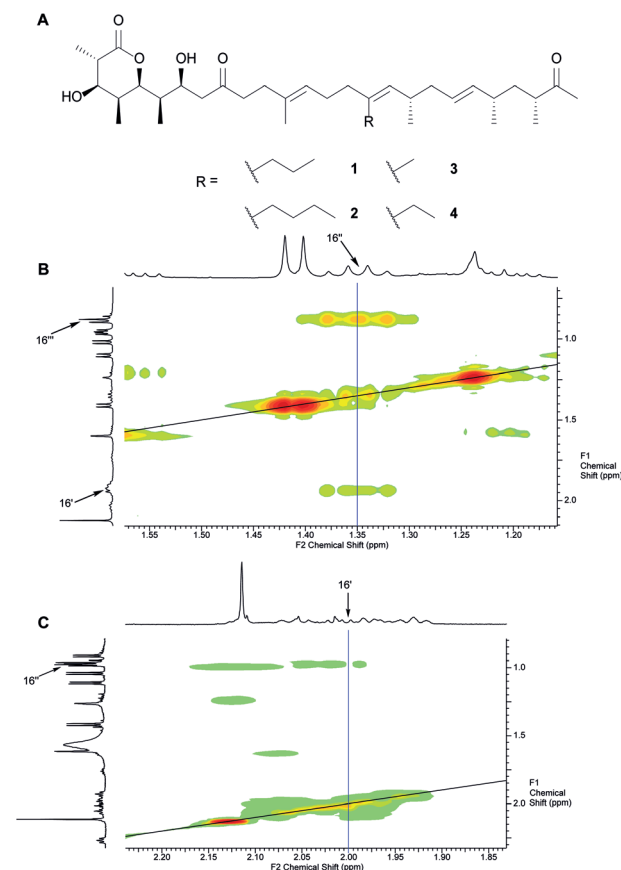 A
O
O
OH
O
O
HO
R
R =
1
3
2
4
B
16''
16'''
16'
1.0
1.5
2.0
F1
Chemical
Shift (ppm)
1.55 1.50 1.45 1.40 1.35 1.30 1.25 1.20
F2 Chemical Shift (ppm)
C
16'
16''
1.0
1.5
2.0
F1
Chemical
Shift (ppm)
2.20 2.15 2.10 2.05 2.00 1.95 1.90 1.85
F2 Chemical Shift (ppm)